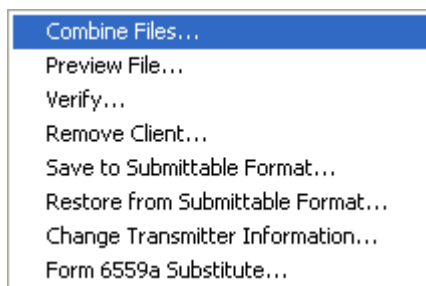 Combine Files...
Preview File...
Verify...
Remove Client...
Save to Submittable Format...
Restore from Submittable Format...
Change Transmitter Information...
Form 6559a Substitute...